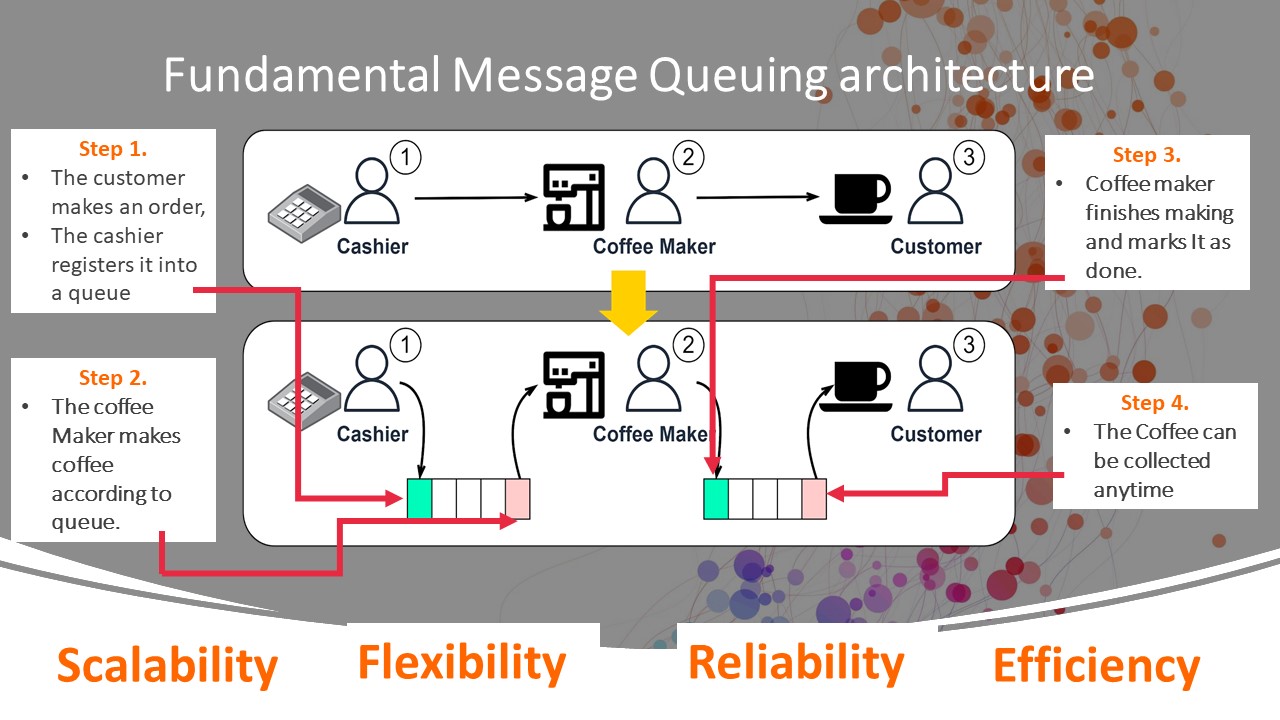 Fundamental Message Queuing architecture
Step 1.
• The customer
makes an order,
• The cashier
registers it into
a queue
Step 2.
• The coffee
Maker makes
coffee
according to
queue.
1
2
3
Cashier
Coffee Maker
Customer
1
2
3
Cashier
Coffee Maker
Customer
Step 3.
• Coffee maker
finishes making
and marks It as
done.
Step 4.
• The Coffee can
be collected
anytime
Scalability
Flexibility
Reliability
Efficiency